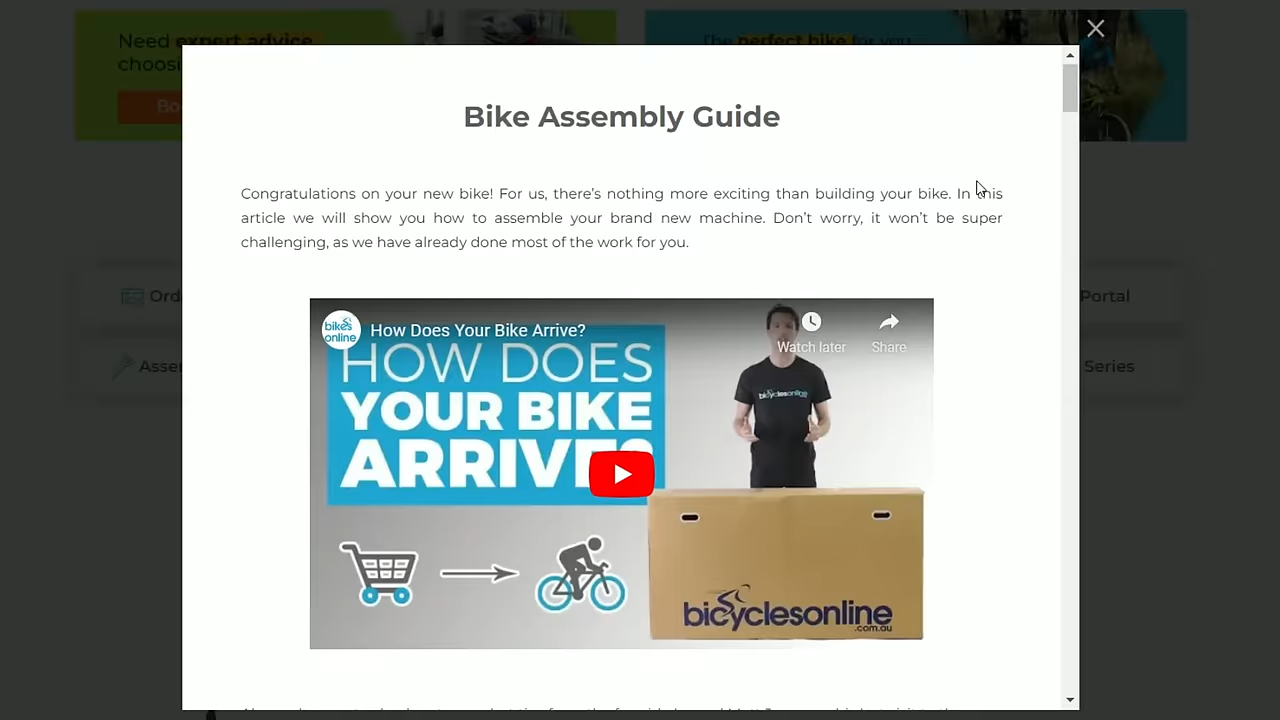 Need expert advice
The perfect bike for you
Bike Assembly Guide
Congratulations on your new bike! For us, there's nothing more exciting than building your bike. In this
article we will show you how to assemble your brand new machine. Don't worry, it won't be super
challenging, as we have already done most of the work for you.
Portal
Series
bikes
online
How Does Your Bike Arrive?
Watch later
Share
HOW DOES
YOUR BIKE
bicyclesonline
bicyclesonline
.com.au